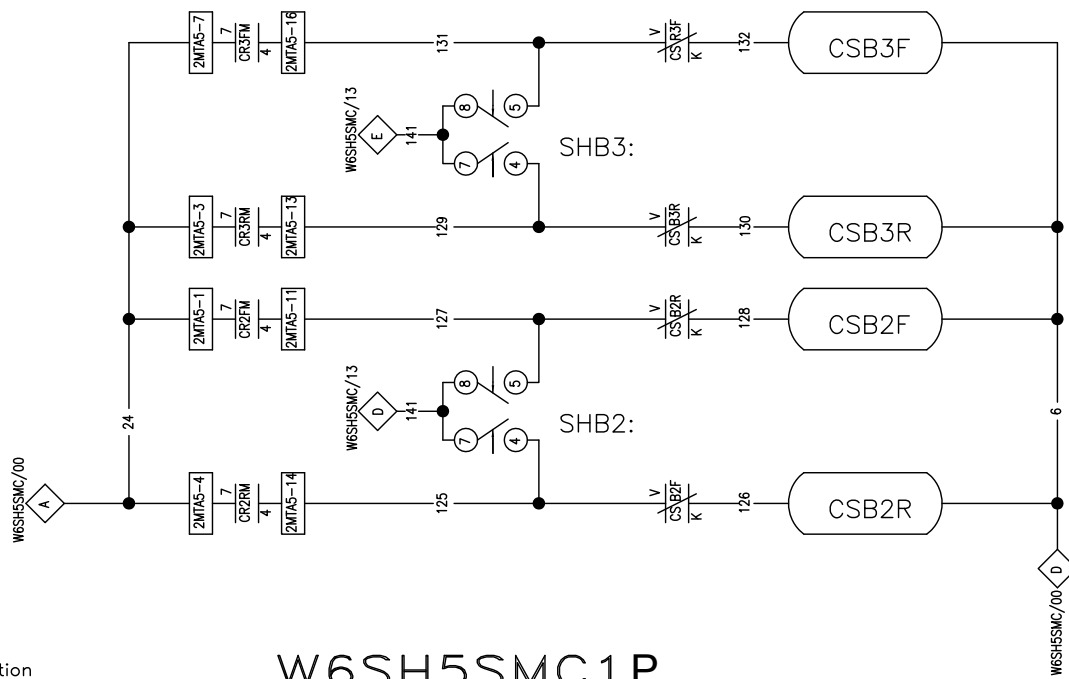 2MTA5-7
7
CR3FM
4
2MTA5-16
131
V
CSB3F
K
132
CSB3F
W6SH5SMC/13
E
141
8
5
7
4
SHB3:
2MTA5-3
7
CR3RM
4
2MTA5-13
129
V
CSB3R
K
130
CSB3R
2MTA5-1
7
CR2FM
4
2MTA5-11
127
V
CSB2R
K
128
CSB2F
24
W6SH5SMC/13
D
141
8
5
7
4
SHB2:
6
W6SH5SMC/00
A
2MTA5-4
7
CR2RM
4
2MTA5-14
125
V
CSB2F
K
126
CSB2R
D
W6SH5SMC/00
tion
W6SH5SMC1P